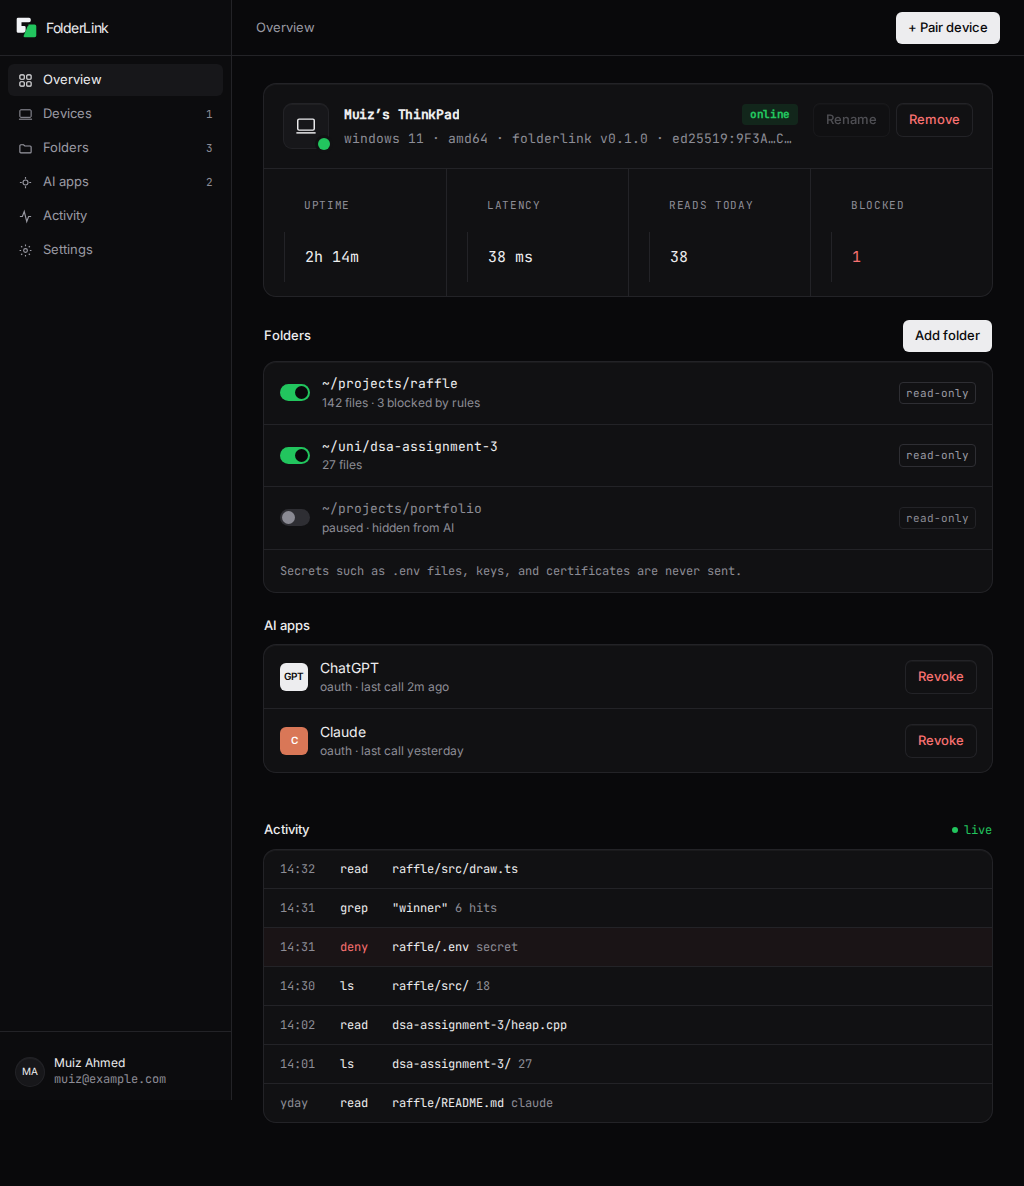 FolderLink
Overview
+ Pair device
Overview
Devices 1
Folders 3
AI apps 2
Activity
Settings
Muiz Ahmed
MA
muiz@example.com
Muiz’s ThinkPad
online
Rename
Remove
windows 11 · amd64 · folderlink v0.1.0 · ed25519:9F3A…C…
UPTIME
LATENCY
READS TODAY
BLOCKED
2h 14m
38 ms
38
1
Folders
Add folder
~/projects/raffle
142 files · 3 blocked by rules
read-only
~/uni/dsa-assignment-3
27 files
read-only
~/projects/portfolio
paused · hidden from AI
read-only
Secrets such as .env files, keys, and certificates are never sent.
AI apps
GPT
ChatGPT
oauth · last call 2m ago
Revoke
C
Claude
oauth · last call yesterday
Revoke
Activity
live
14:32 read raffle/src/draw.ts
14:31 grep "winner" 6 hits
14:31 deny raffle/.env secret
14:30 ls raffle/src/ 18
14:02 read dsa-assignment-3/heap.cpp
14:01 ls dsa-assignment-3/ 27
yday read raffle/README.md claude